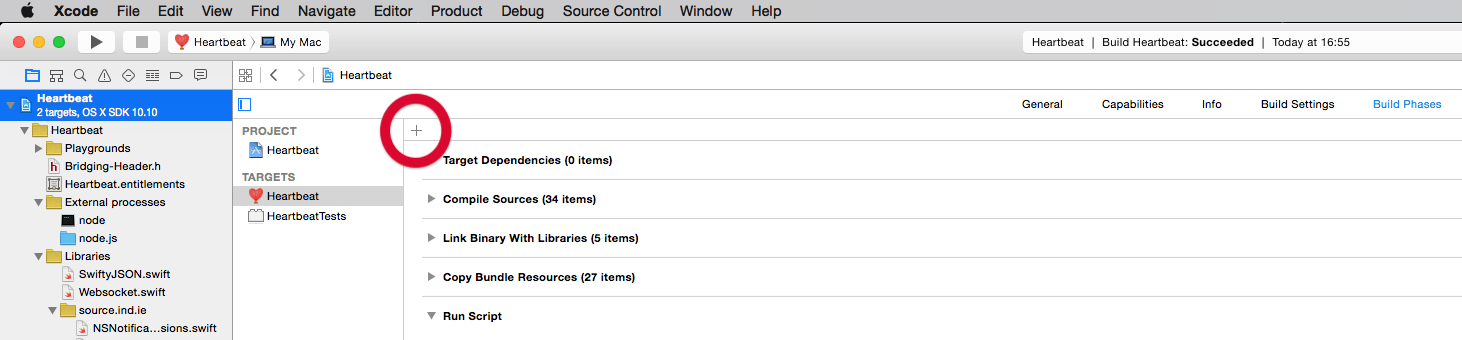 Xcode File Edit View Find Navigate Editor Product Debug Source Control Window Help
Heartbeat My Mac
Heartbeat | Build Heartbeat: Succeeded | Today at 16:55
Heartbeat
Heartbeat
2 targets, OS X SDK 10.10
Heartbeat
Playgrounds
Bridging-Header.h
Heartbeat.entitlements
External processes
node
node.js
Libraries
SwiftyJSON.swift
Websocket.swift
source.ind.ie
NSNotifica...sions.swift
General Capabilities Info Build Settings Build Phases
PROJECT
Heartbeat
TARGETS
Heartbeat
HeartbeatTests
Target Dependencies (0 items)
Compile Sources (34 items)
Link Binary With Libraries (5 items)
Copy Bundle Resources (27 items)
Run Script